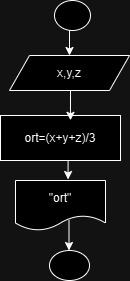 x,y,z
ort=(x+y+z)/3
"ort"